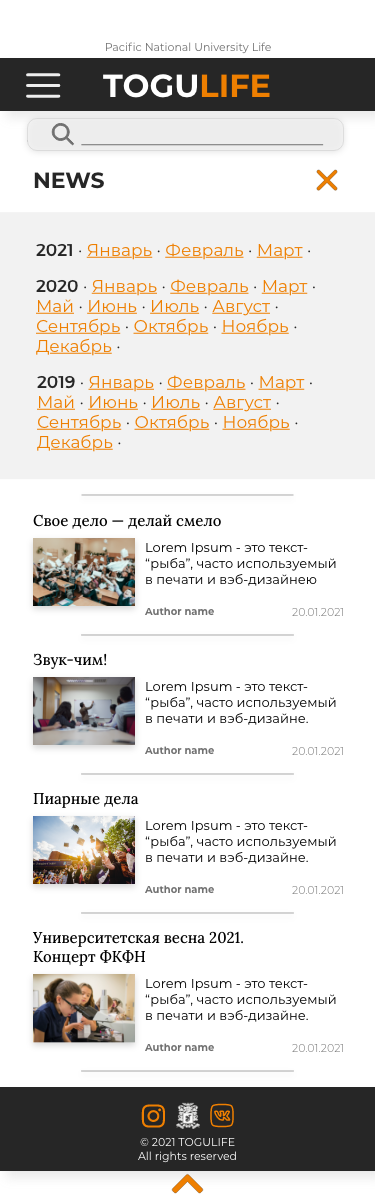 Pacific National University Life
TOGULIFE
NEWS
2021 · Январь · Февраль · Март ·
2020 · Январь · Февраль · Март ·
Май · Июнь · Июль · Август ·
Сентябрь · Октябрь · Ноябрь ·
Декабрь ·
2019 · Январь · Февраль · Март ·
Май · Июнь · Июль · Август ·
Сентябрь · Октябрь · Ноябрь ·
Декабрь ·
Свое дело — делай смело
Lorem Ipsum - это текст-
“рыба”, часто используемый
в печати и вэб-дизайнею
Author name 20.01.2021
Звук-чим!
Lorem Ipsum - это текст-
“рыба”, часто используемый
в печати и вэб-дизайне.
Author name 20.01.2021
Пиарные дела
Lorem Ipsum - это текст-
“рыба”, часто используемый
в печати и вэб-дизайне.
Author name 20.01.2021
Университетская весна 2021.
Концерт ФКФН
Lorem Ipsum - это текст-
“рыба”, часто используемый
в печати и вэб-дизайне.
Author name 20.01.2021
© 2021 TOGULIFE
All rights reserved